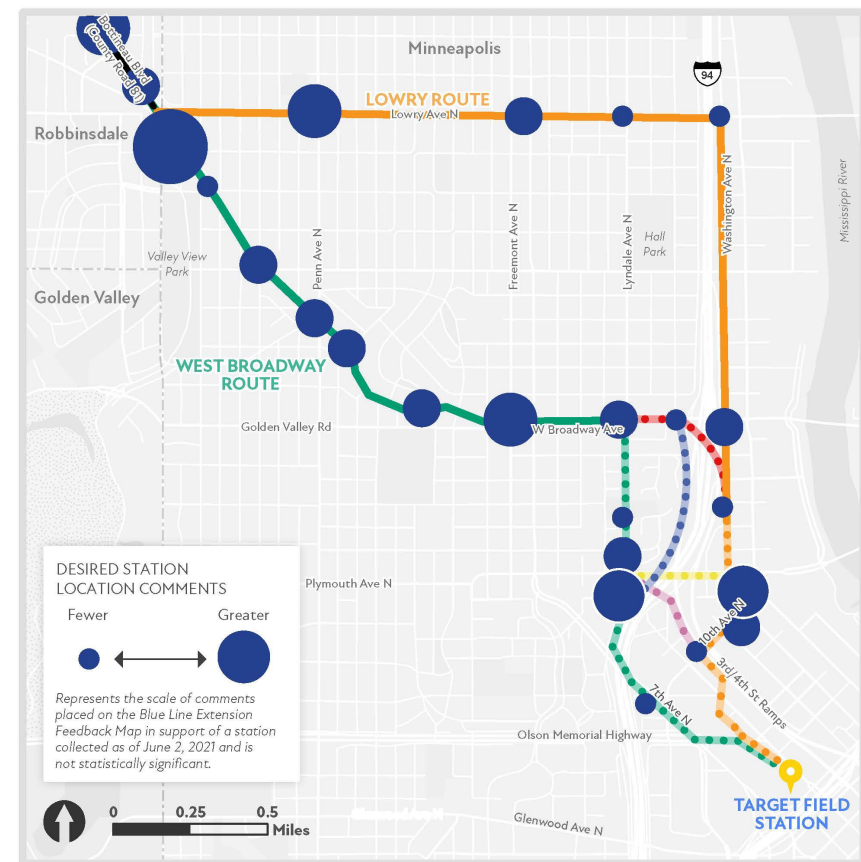 Bottineau Blvd
(County Road 81)
Minneapolis
94
LOWRY ROUTE
Lowry Ave N
Robbinsdale
Washington Ave N
Mississippi River
Valley View
Park
Penn Ave N
Freemont Ave N
Lyndale Ave N
Hall
Park
Golden Valley
WEST BROADWAY
ROUTE
Golden Valley Rd
W Broadway Ave
DESIRED STATION
LOCATION COMMENTS
Fewer
Greater
Represents the scale of comments
placed on the Blue Line Extension
Feedback Map in support of a station
collected as of June 2, 2021 and is
not statistically significant.
Plymouth Ave N
10th Ave N
3rd/4th St Ramps
7th Ave N
Olson Memorial Highway
TARGET FIELD
STATION
0 0.25 0.5
Miles
Glenwood Ave N